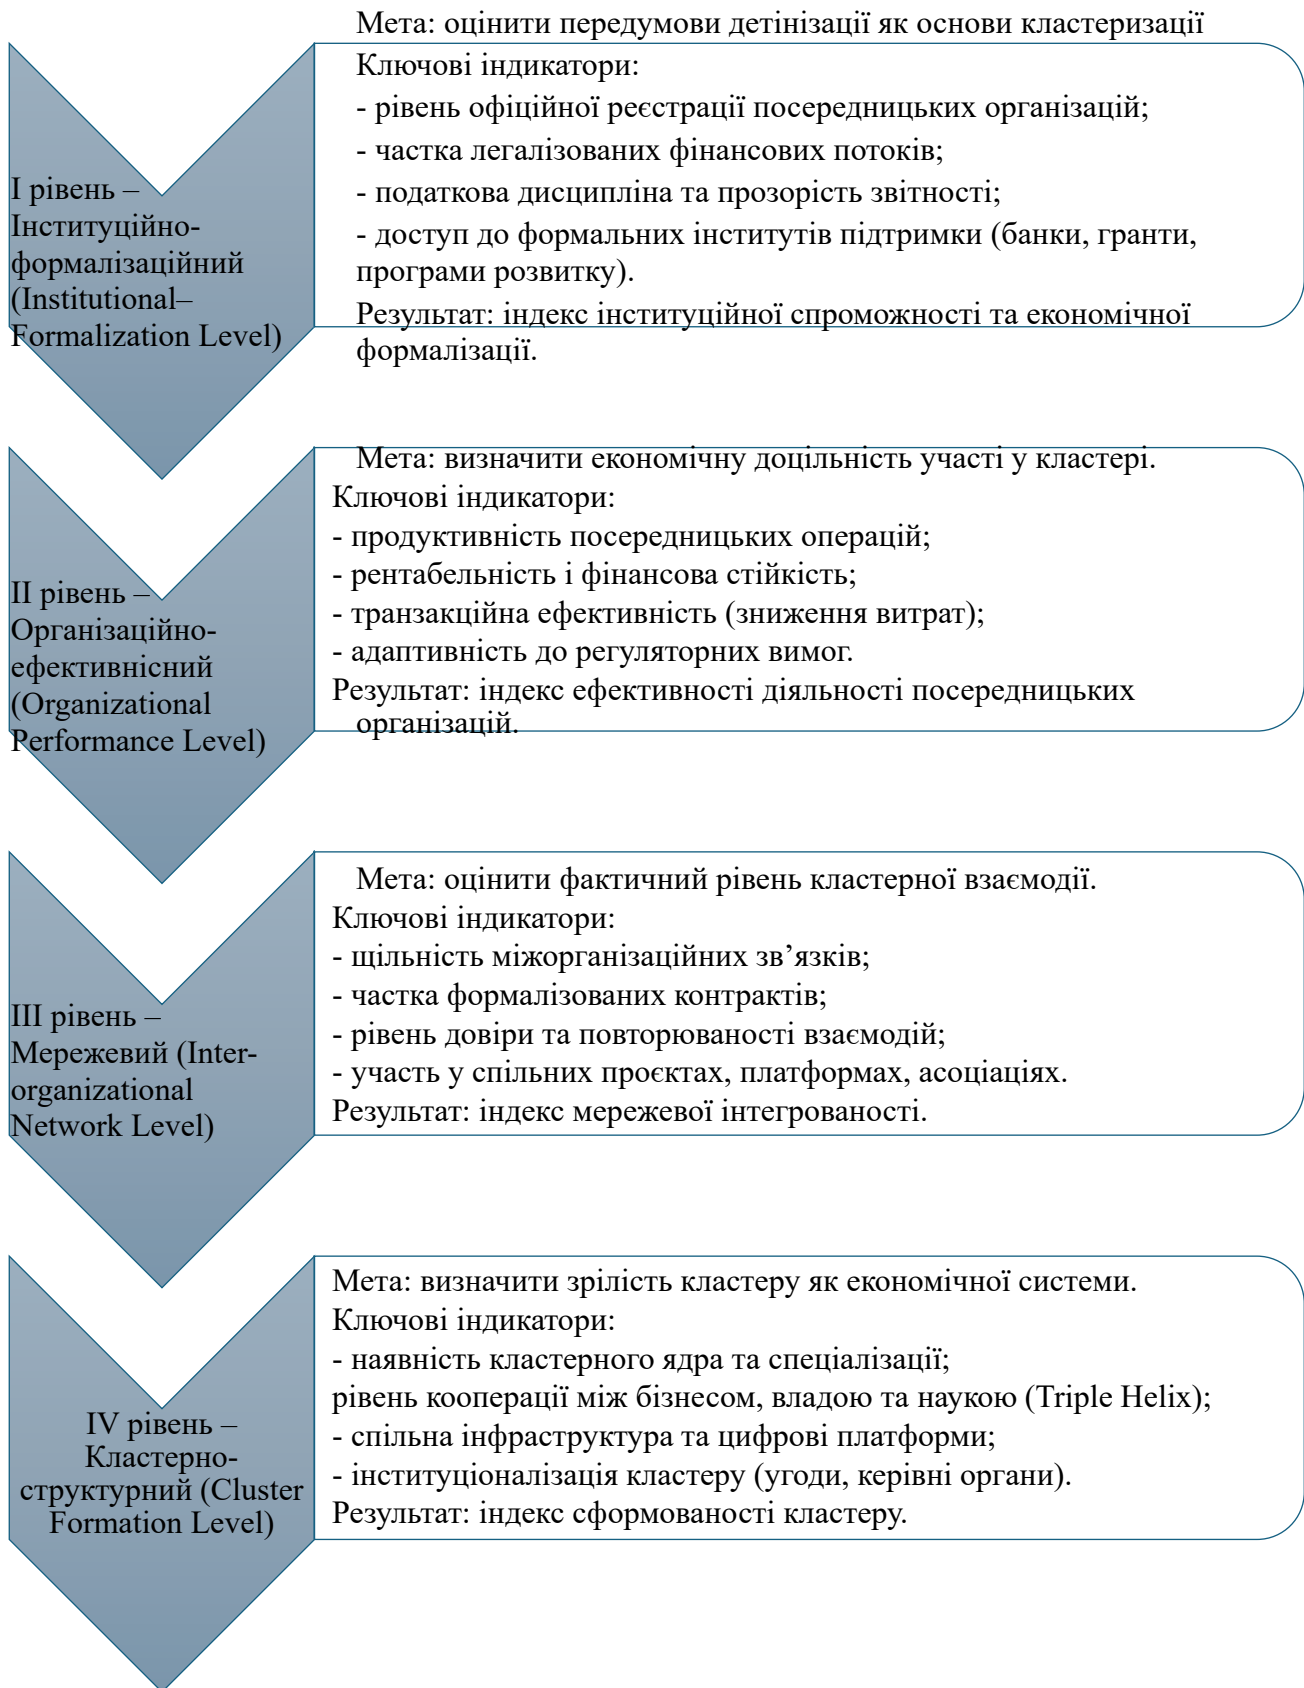 Мета: оцінити передумови детінізації як основи кластеризації
Ключові індикатори:
- рівень офіційної реєстрації посередницьких організацій;
- частка легалізованих фінансових потоків;
- податкова дисципліна та прозорість звітності;
- доступ до формальних інститутів підтримки (банки, гранти,
програми розвитку).
Результат: індекс інституційної спроможності та економічної
формалізації.
І рівень –
Інституційно-
формалізаційний
(Institutional–
Formalization Level)
Мета: визначити економічну доцільність участі у кластері.
Ключові індикатори:
- продуктивність посередницьких операцій;
- рентабельність і фінансова стійкість;
- транзакційна ефективність (зниження витрат);
- адаптивність до регуляторних вимог.
Результат: індекс ефективності діяльності посередницьких
організацій.
ІІ рівень –
Організаційно-
ефективнісний
(Organizational
Performance Level)
Мета: оцінити фактичний рівень кластерної взаємодії.
Ключові індикатори:
- щільність міжорганізаційних зв’язків;
- частка формалізованих контрактів;
- рівень довіри та повторюваності взаємодій;
- участь у спільних проєктах, платформах, асоціаціях.
Результат: індекс мережевої інтегрованості.
ІІІ рівень –
Мережевий (Inter-
organizational
Network Level)
Мета: визначити зрілість кластеру як економічної системи.
Ключові індикатори:
- наявність кластерного ядра та спеціалізації;
рівень кооперації між бізнесом, владою та наукою (Triple Helix);
- спільна інфраструктура та цифрові платформи;
- інституціоналізація кластеру (угоди, керівні органи).
Результат: індекс сформованості кластеру.
IV рівень –
Кластерно-
структурний (Cluster
Formation Level)